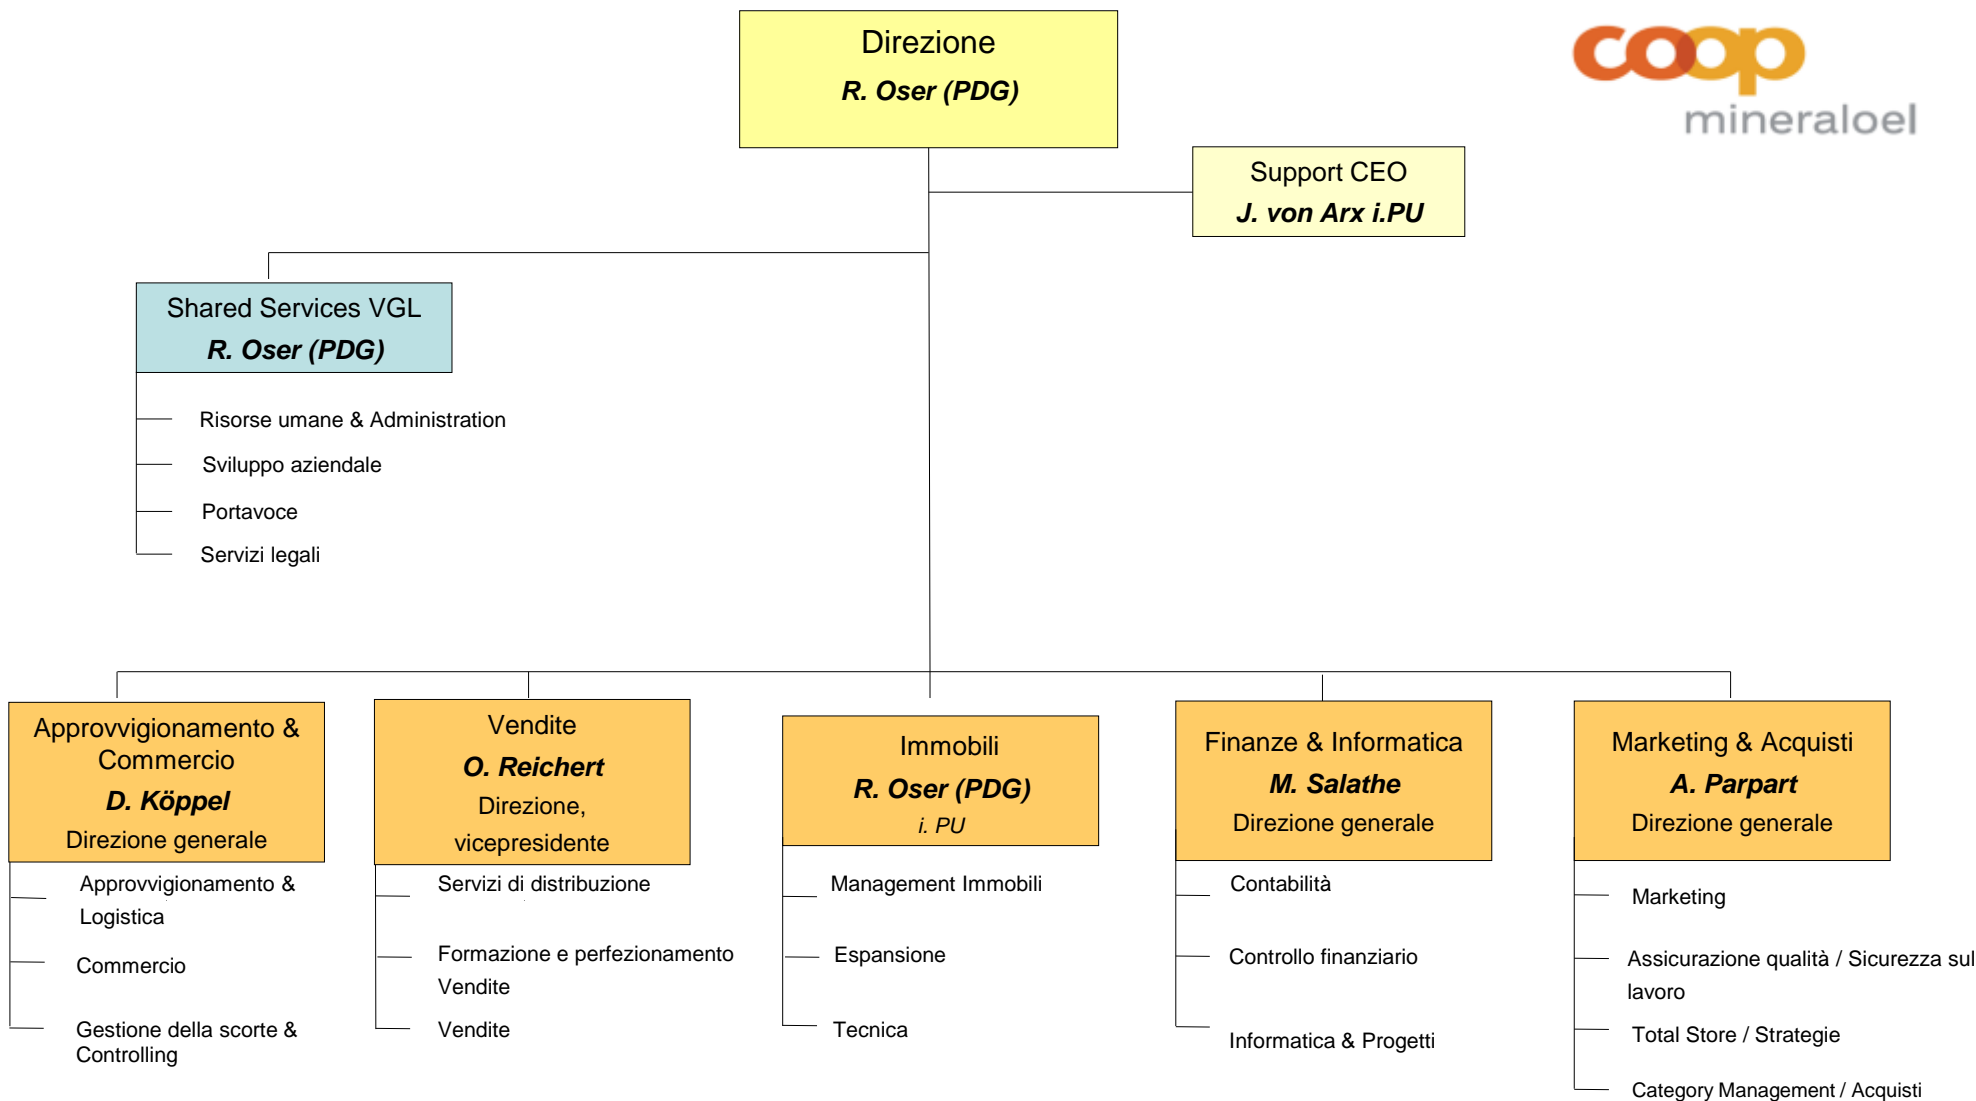 Direzione
R. Oser (PDG)
coop
mineraloel
Support CEO
J. von Arx i.PU
Shared Services VGL
R. Oser (PDG)
Risorse umane & Administration
Sviluppo aziendale
Portavoce
Servizi legali
Approvvigionamento &
Commercio
D. Köppel
Direzione generale
Approvvigionamento &
Logistica
Commercio
Gestione della scorte &
Controlling
Vendite
O. Reichert
Direzione,
vicepresidente
Servizi di distribuzione
Formazione e perfezionamento
Vendite
Vendite
Immobili
R. Oser (PDG)
i. PU
Management Immobili
Espansione
Tecnica
Finanze & Informatica
M. Salathe
Direzione generale
Contabilità
Controllo finanziario
Informatica & Progetti
Marketing & Acquisti
A. Parpart
Direzione generale
Marketing
Assicurazione qualità / Sicurezza sul
lavoro
Total Store / Strategie
Category Management / Acquisti